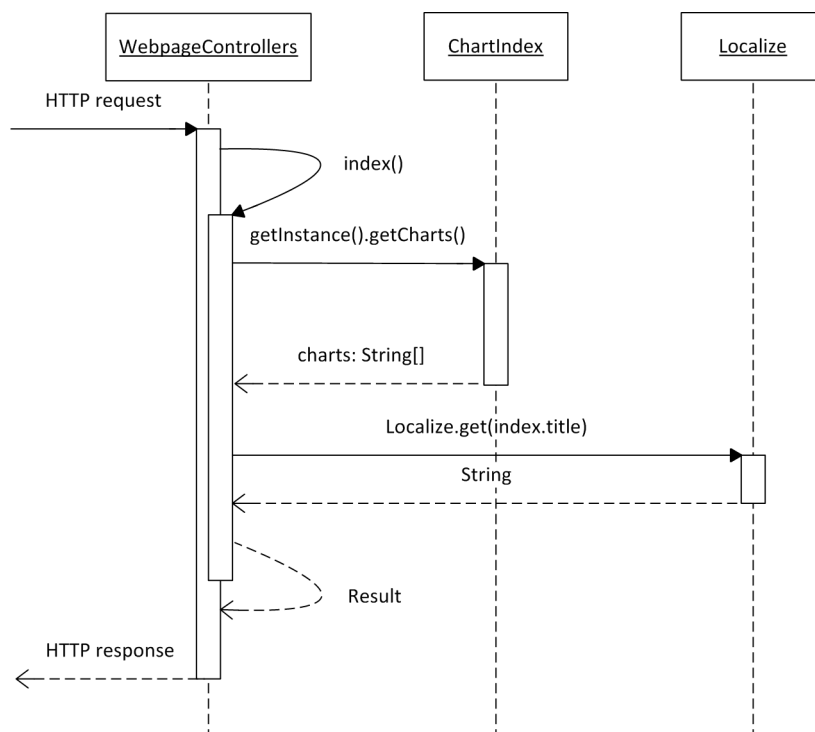 WebpageControllers
ChartIndex
Localize
HTTP request
index()
getInstance().getCharts()
charts: String[]
Localize.get(index.title)
String
Result
HTTP response